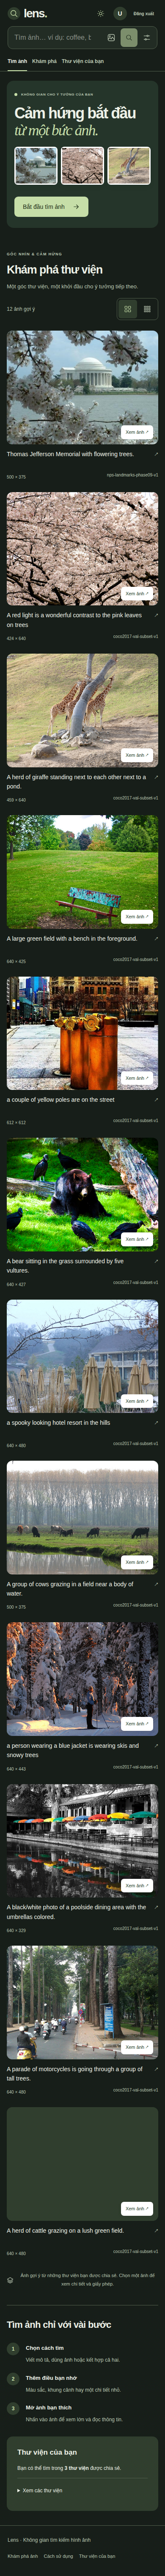 lens.
U
Đăng xuất
Tìm ảnh… ví dụ: coffee, b
Tìm ảnh
Khám phá
Thư viện của bạn
KHÔNG GIAN CHO Ý TƯỞNG CỦA BẠN
Cảm hứng bắt đầu
từ một bức ảnh.
Bắt đầu tìm ảnh →
GÓC NHÌN & CẢM HỨNG
Khám phá thư viện
Một góc thư viện, một khởi đầu cho ý tưởng tiếp theo.
12 ảnh gợi ý
Xem ảnh ↗
Thomas Jefferson Memorial with flowering trees. ↗
500 × 375
nps-landmarks-phase09-v1
Xem ảnh ↗
A red light is a wonderful contrast to the pink leaves ↗
on trees
424 × 640
coco2017-val-subset-v1
Xem ảnh ↗
A herd of giraffe standing next to each other next to a ↗
pond.
459 × 640
coco2017-val-subset-v1
Xem ảnh ↗
A large green field with a bench in the foreground. ↗
640 × 425
coco2017-val-subset-v1
Xem ảnh ↗
a couple of yellow poles are on the street ↗
612 × 612
coco2017-val-subset-v1
Xem ảnh ↗
A bear sitting in the grass surrounded by five ↗
vultures.
640 × 427
coco2017-val-subset-v1
Xem ảnh ↗
a spooky looking hotel resort in the hills ↗
640 × 480
coco2017-val-subset-v1
Xem ảnh ↗
A group of cows grazing in a field near a body of ↗
water.
500 × 375
coco2017-val-subset-v1
Xem ảnh ↗
a person wearing a blue jacket is wearing skis and ↗
snowy trees
640 × 443
coco2017-val-subset-v1
Xem ảnh ↗
A black/white photo of a poolside dining area with the ↗
umbrellas colored.
640 × 329
coco2017-val-subset-v1
Xem ảnh ↗
A parade of motorcycles is going through a group of ↗
tall trees.
640 × 480
coco2017-val-subset-v1
Xem ảnh ↗
A herd of cattle grazing on a lush green field. ↗
640 × 480
coco2017-val-subset-v1
Ảnh gợi ý từ những thư viện bạn được chia sẻ. Chọn một ảnh để
xem chi tiết và giấy phép.
Tìm ảnh chỉ với vài bước
1
Chọn cách tìm
Viết mô tả, dùng ảnh hoặc kết hợp cả hai.
2
Thêm điều bạn nhớ
Màu sắc, khung cảnh hay một chi tiết nhỏ.
3
Mở ảnh bạn thích
Nhấn vào ảnh để xem lớn và đọc thông tin.
Thư viện của bạn
Bạn có thể tìm trong 3 thư viện được chia sẻ.
▶ Xem các thư viện
Lens · Không gian tìm kiếm hình ảnh
Khám phá ảnh
Cách sử dụng
Thư viện của bạn